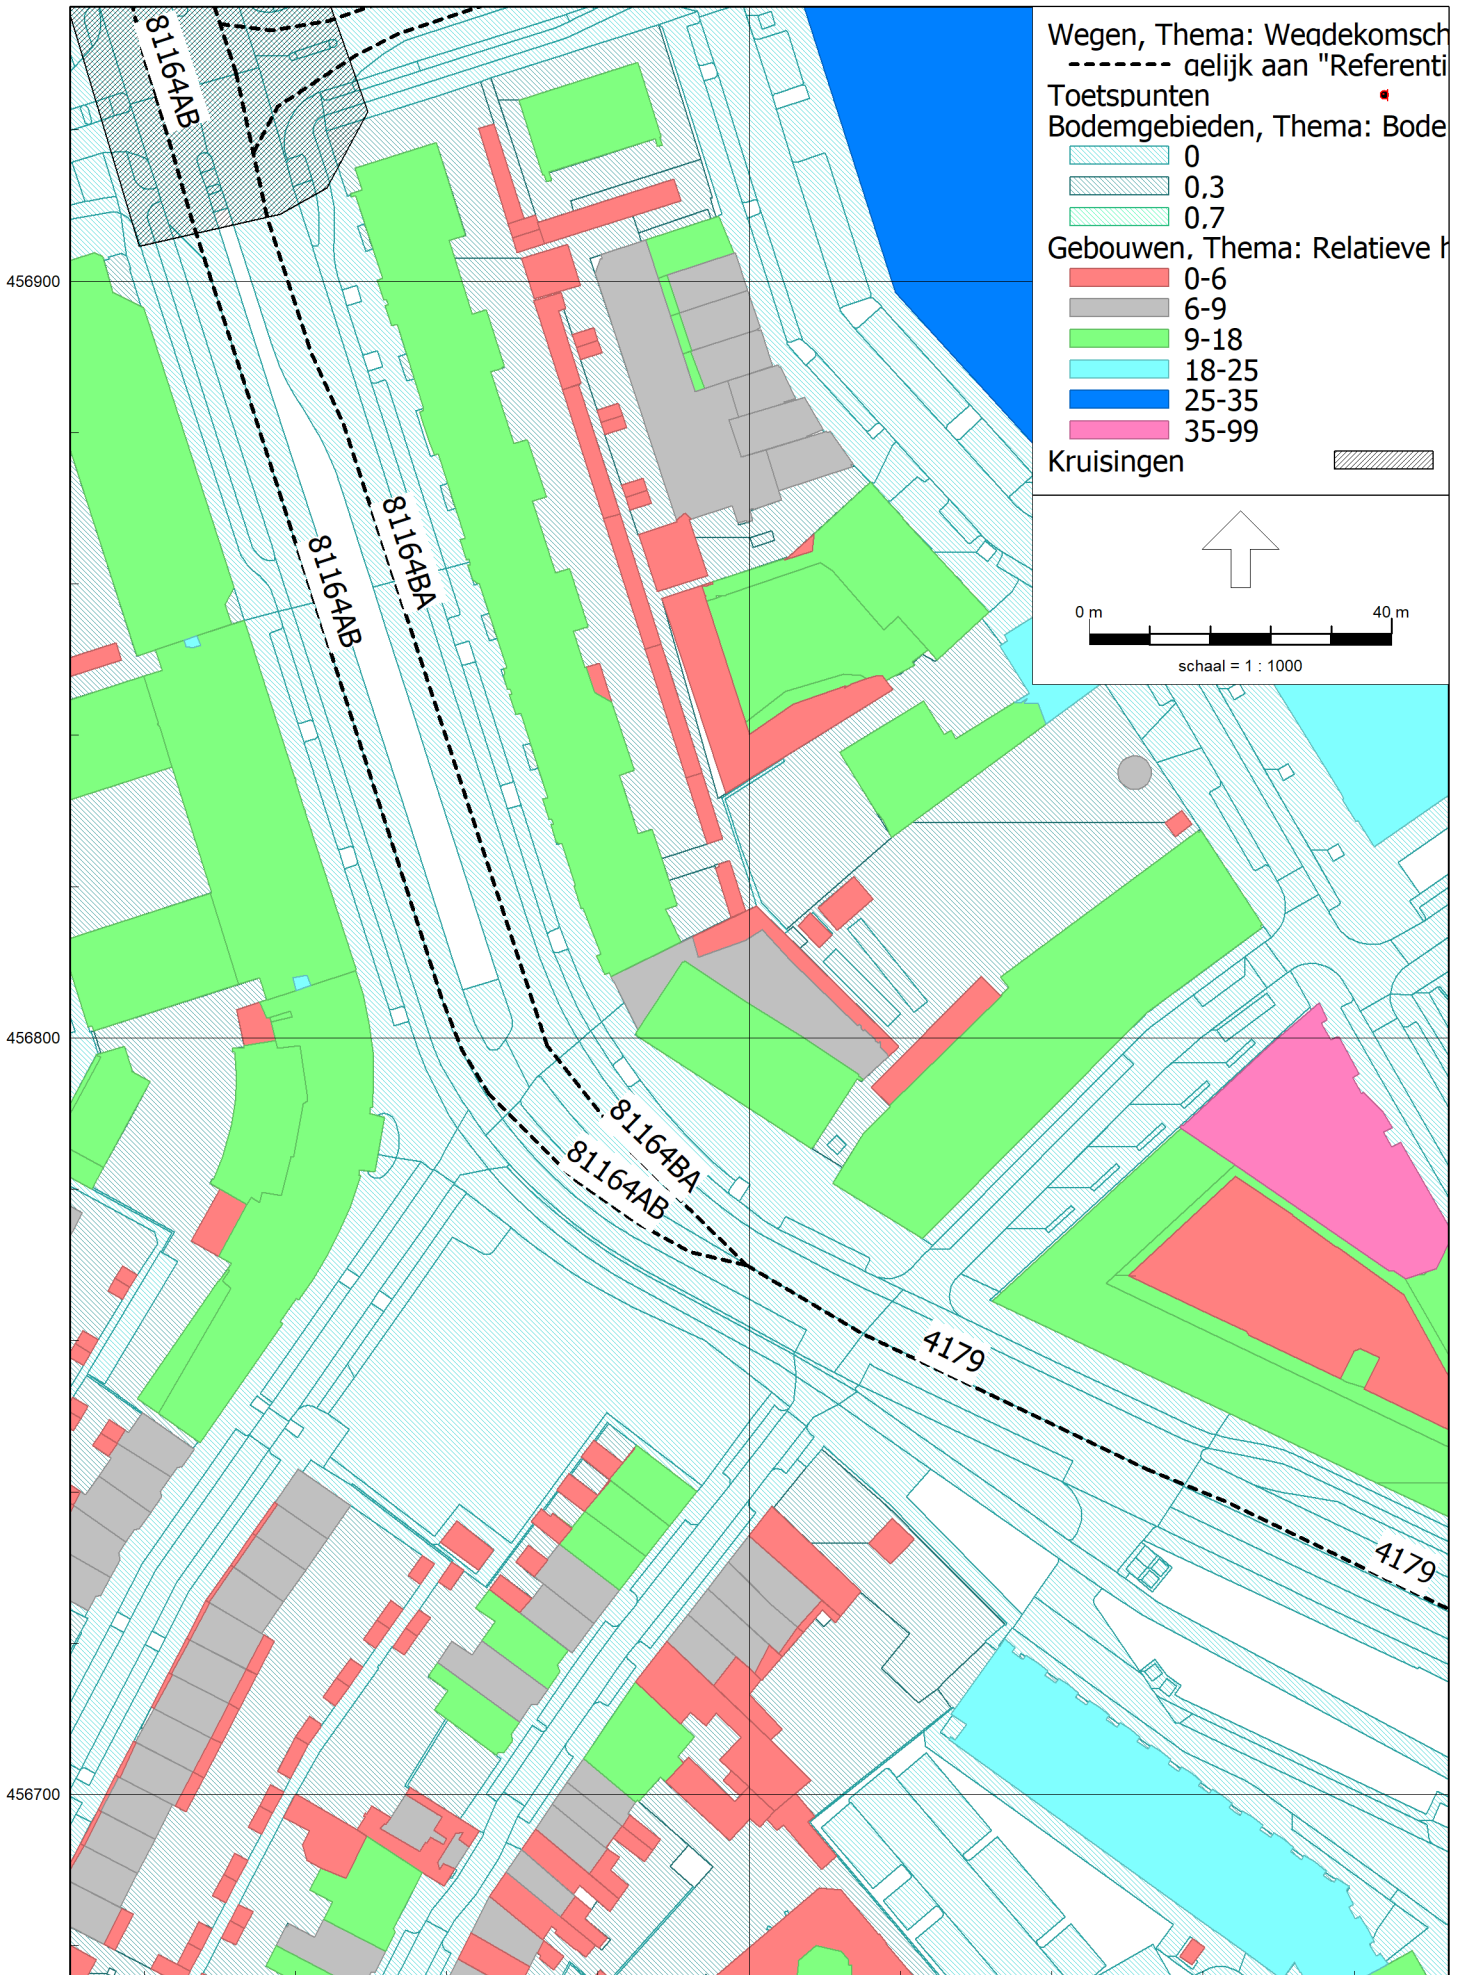 Wegen, Thema: Wegdekomsch
gelijk aan "Referenti
Toetspunten
Bodemgebieden, Thema: Bode
0
0,3
0,7
Gebouwen, Thema: Relatieve h
0-6
6-9
9-18
18-25
25-35
35-99
Kruisingen
0 m
40 m
schaal = 1 : 1000
81164AB
456900
81164BA
81164AB
456800
81164BA
81164AB
4179
4179
456700